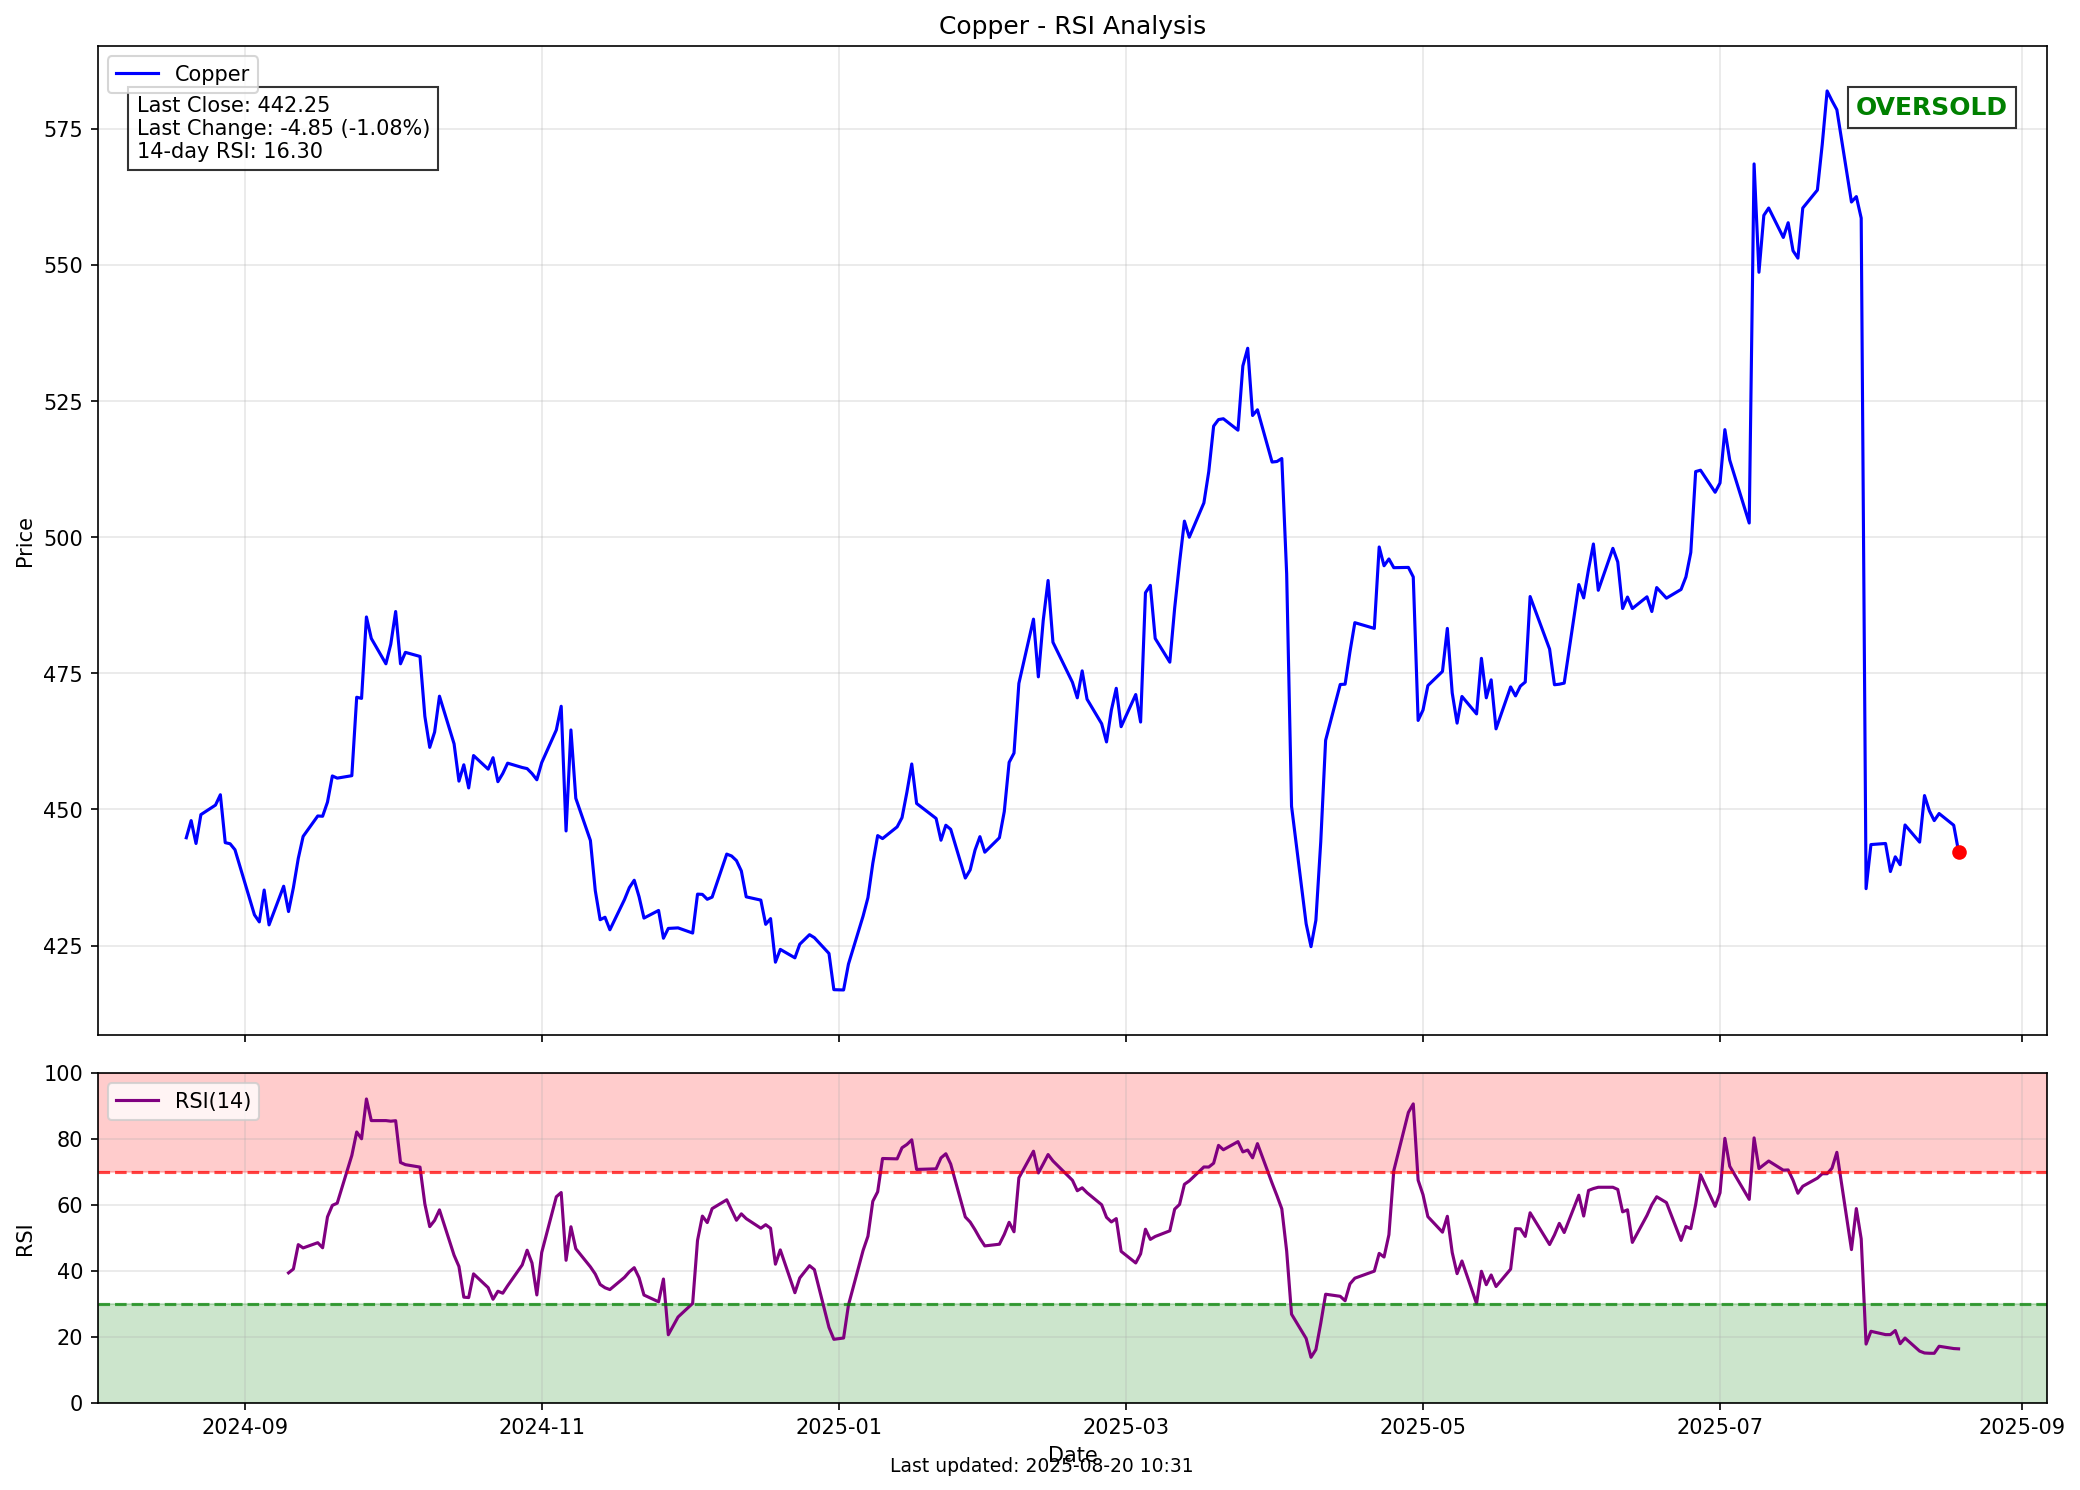 Copper - RSI Analysis
Copper
Last Close: 442.25
Last Change: -4.85 (-1.08%)
14-day RSI: 16.30
OVERSOLD
Price
575
550
525
500
475
450
425
RSI(14)
RSI
100
80
60
40
20
0
2024-09
2024-11
2025-01
2025-03
2025-05
2025-07
2025-09
Date
Last updated: 2025-08-20 10:31